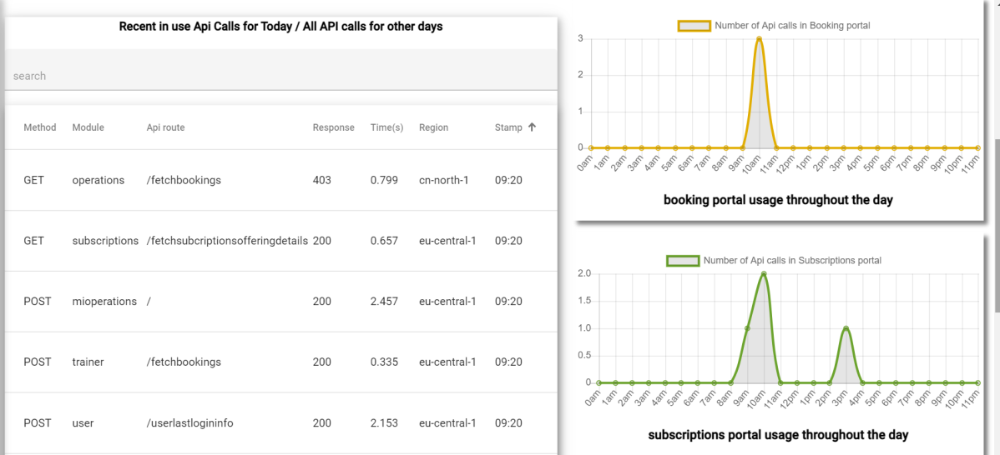 Recent in use Api Calls for Today / All API calls for other days
search
Method Module Api route Response Time(s) Region Stamp ↑
GET operations /fetchbookings 403 0.799 cn-north-1 09:20
GET subscriptions /fetchsubcriptionsofferingdetails 200 0.657 eu-central-1 09:20
POST mioperations / 200 2.457 eu-central-1 09:20
POST trainer /fetchbookings 200 0.335 eu-central-1 09:20
POST user /userlastlogininfo 200 2.153 eu-central-1 09:20
Number of Api calls in Booking portal
3
2
1
0
0am 1am 2am 3am 4am 5am 6am 7am 8am 9am 10am 11am 12pm 1pm 2pm 3pm 4pm 5pm 6pm 7pm 8pm 9pm 10pm 11pm
booking portal usage throughout the day
Number of Api calls in Subscriptions portal
2.0
1.5
1.0
0.5
0
0am 1am 2am 3am 4am 5am 6am 7am 8am 9am 10am 11am 12pm 1pm 2pm 3pm 4pm 5pm 6pm 7pm 8pm 9pm 10pm 11pm
subscriptions portal usage throughout the day